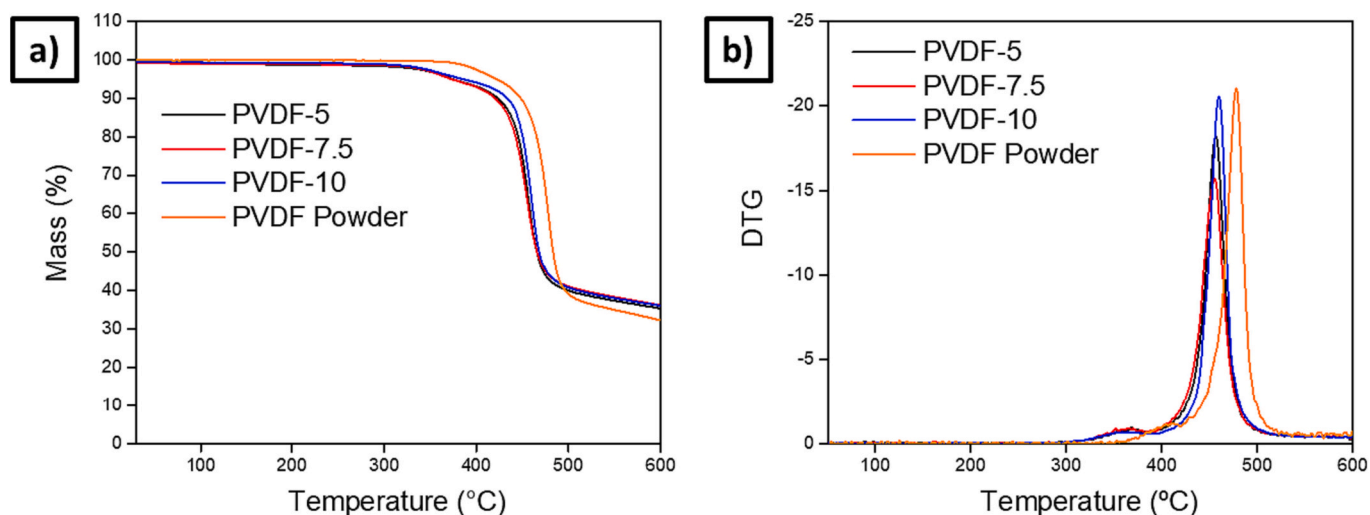 a)
110
100
90
80
70
60
50
40
30
20
10
0
Mass (%)
PVDF-5
PVDF-7.5
PVDF-10
PVDF Powder
100 200 300 400 500 600
Temperature (°C)
b)
-25
-20
-15
-10
-5
0
DTG
PVDF-5
PVDF-7.5
PVDF-10
PVDF Powder
100 200 300 400 500 600
Temperature (ºC)